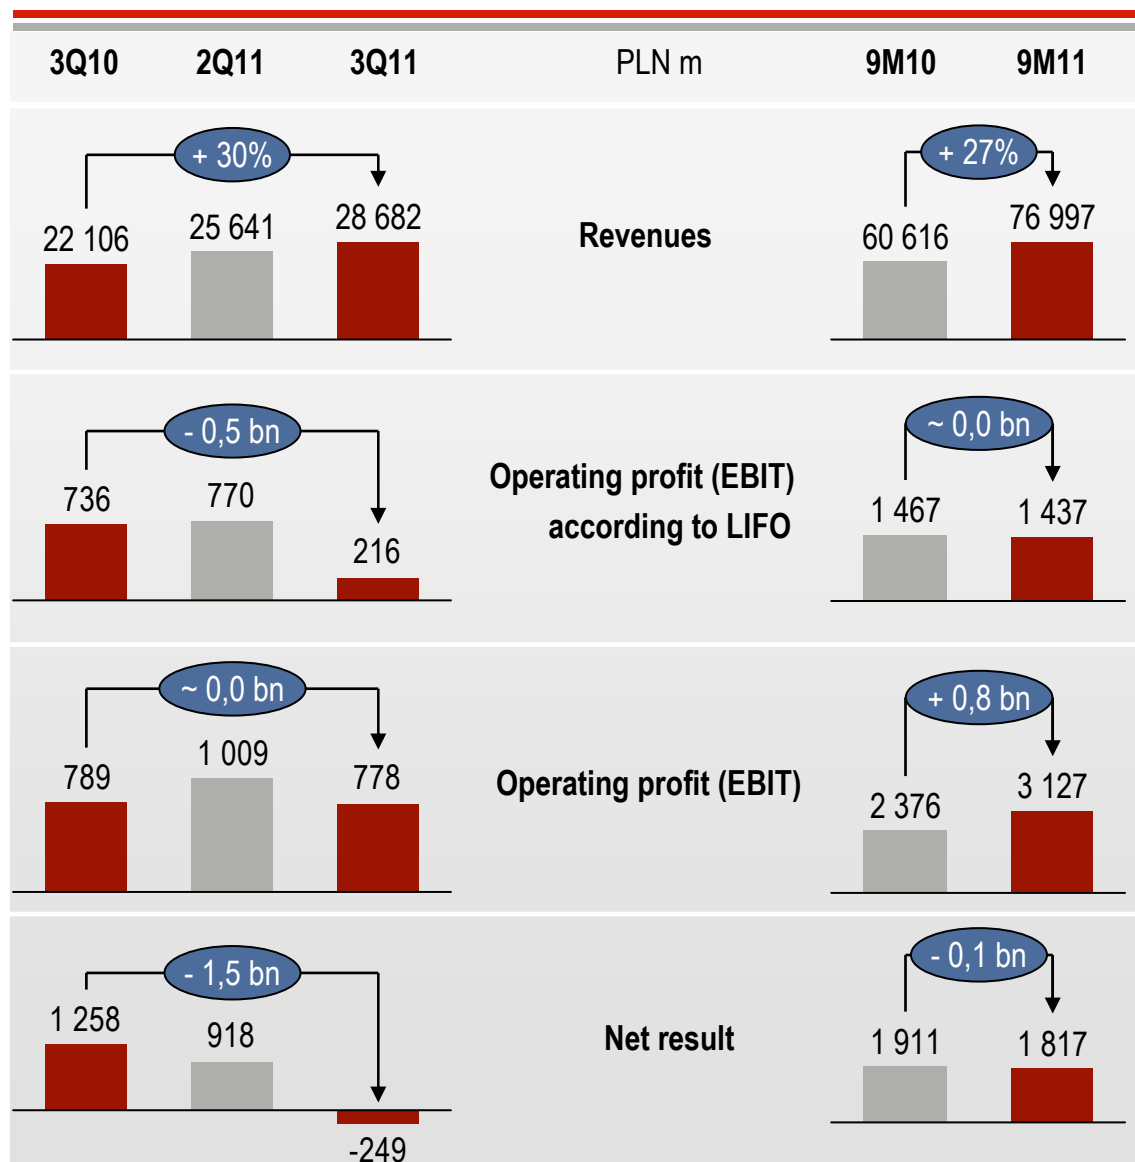 3Q10 2Q11 3Q11 PLN m 9M10 9M11
+ 30% + 27%
22 106 25 641 28 682 Revenues 60 616 76 997
- 0,5 bn ~ 0,0 bn
736 770 216 Operating profit (EBIT) 1 467 1 437
according to LIFO
~ 0,0 bn + 0,8 bn
789 1 009 778 Operating profit (EBIT) 2 376 3 127
- 1,5 bn - 0,1 bn
1 258 918 Net result 1 911 1 817
-249